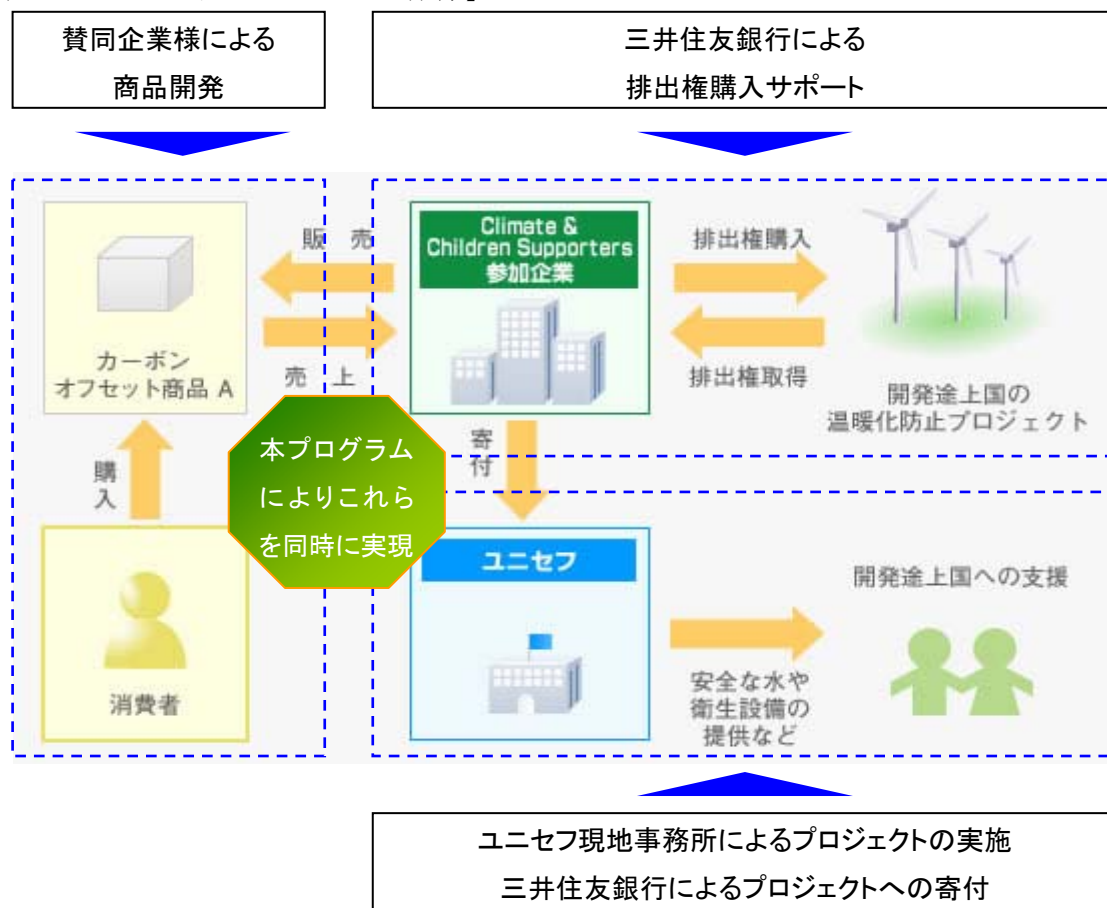 賛同企業様による
商品開発
三井住友銀行による
排出権購入サポート
販 売
売 上
カーボン
オフセット商品 A
購
入
消費者
Climate &
Children Supporters
参加企業
排出権購入
排出権取得
開発途上国の
温暖化防止プロジェクト
寄
付
本プログラム
によりこれら
を同時に実現
ユニセフ
開発途上国への支援
安全な水や
衛生設備の
提供など
ユニセフ現地事務所によるプロジェクトの実施
三井住友銀行によるプロジェクトへの寄付